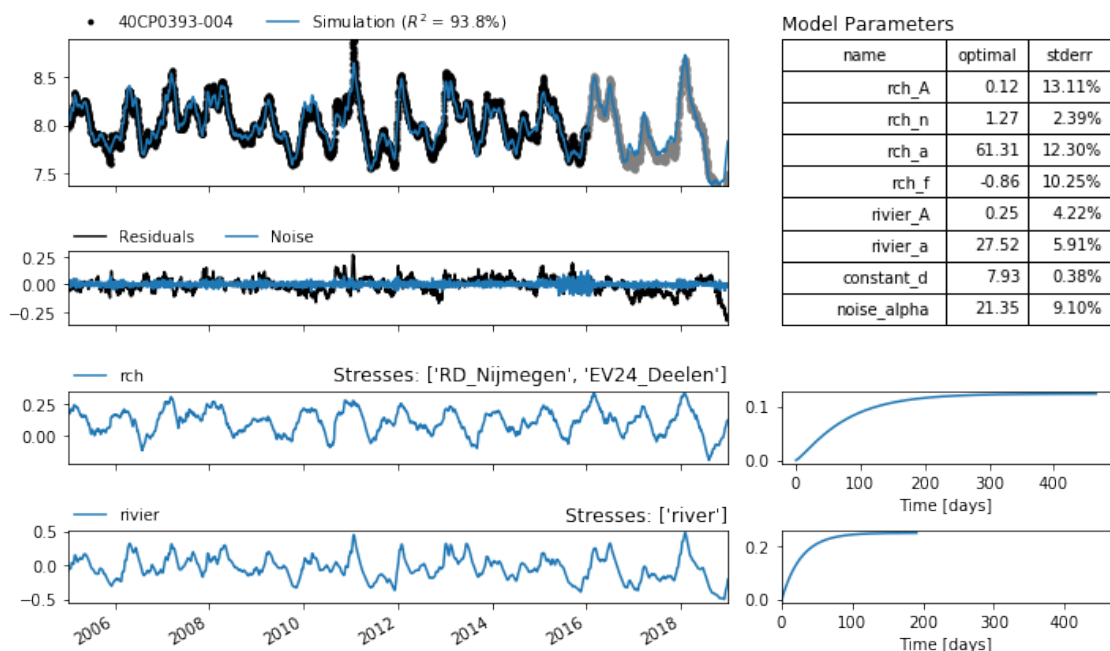 40CP0393-004 Simulation (R² = 93.8%)
8.5
8.0
7.5
Residuals Noise
0.25
0.00
−0.25
rch Stresses: ['RD_Nijmegen', 'EV24_Deelen']
0.25
0.00
rivier Stresses: ['river']
0.5
0.0
−0.5
2006 2008 2010 2012 2014 2016 2018
Model Parameters
name optimal stderr
rch_A 0.12 13.11%
rch_n 1.27 2.39%
rch_a 61.31 12.30%
rch_f -0.86 10.25%
rivier_A 0.25 4.22%
rivier_a 27.52 5.91%
constant_d 7.93 0.38%
noise_alpha 21.35 9.10%
0.1
0.0
0 100 200 300 400
Time [days]
0.2
0.0
0 100 200 300 400
Time [days]